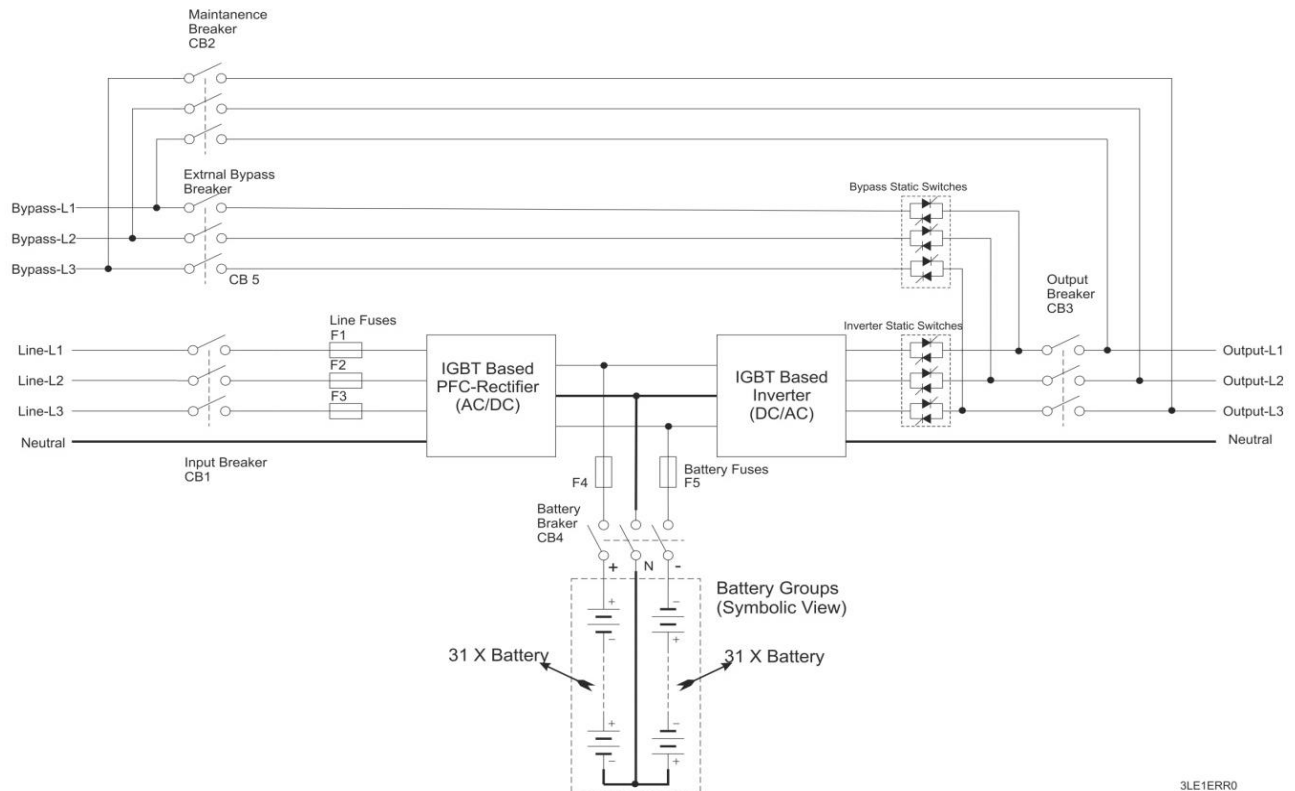 Maintanence
Breaker
CB2
Extrnal Bypass
Breaker
Bypass Static Switches
Bypass-L1
Bypass-L2
Bypass-L3
CB 5
Output
Breaker
CB3
Line Fuses
F1
Inverter Static Switches
Line-L1
Output-L1
F2
IGBT Based
PFC-Rectifier
(AC/DC)
IGBT Based
Inverter
(DC/AC)
Line-L2
Output-L2
F3
Line-L3
Output-L3
Neutral
Neutral
Input Breaker
CB1
F4
Battery Fuses
F5
Battery
Braker
CB4
+
N
-
Battery Groups
(Symbolic View)
+
-
-
+
31 X Battery
31 X Battery
+
-
-
+
3LE1ERR0